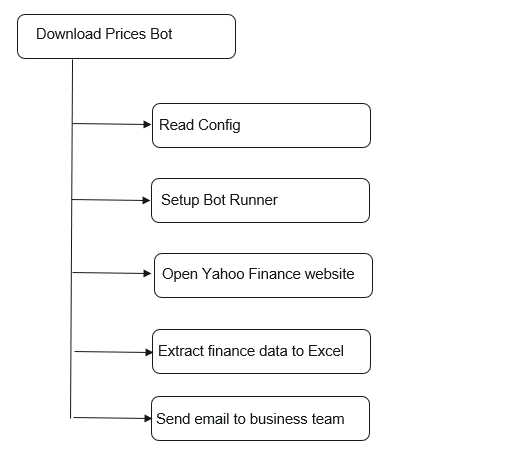 Download Prices Bot
Read Config
Setup Bot Runner
Open Yahoo Finance website
Extract finance data to Excel
Send email to business team